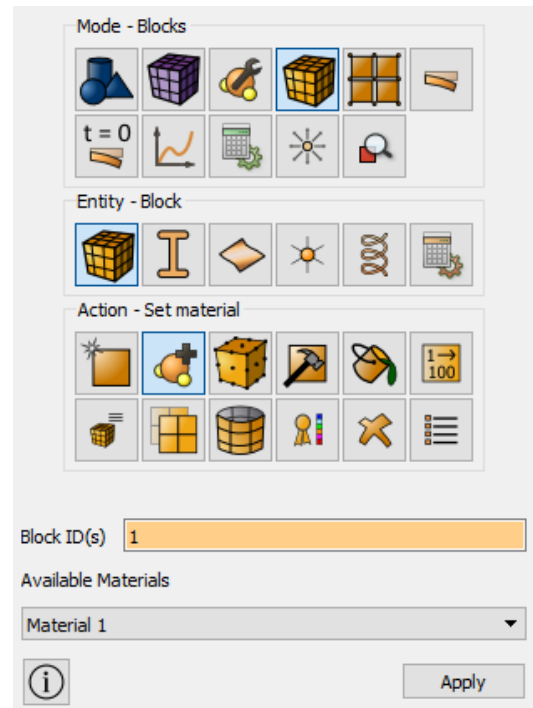 Mode - Blocks
t = 0
Entity - Block
Action - Set material
1→
100
Block ID(s) 1
Available Materials
Material 1
Apply